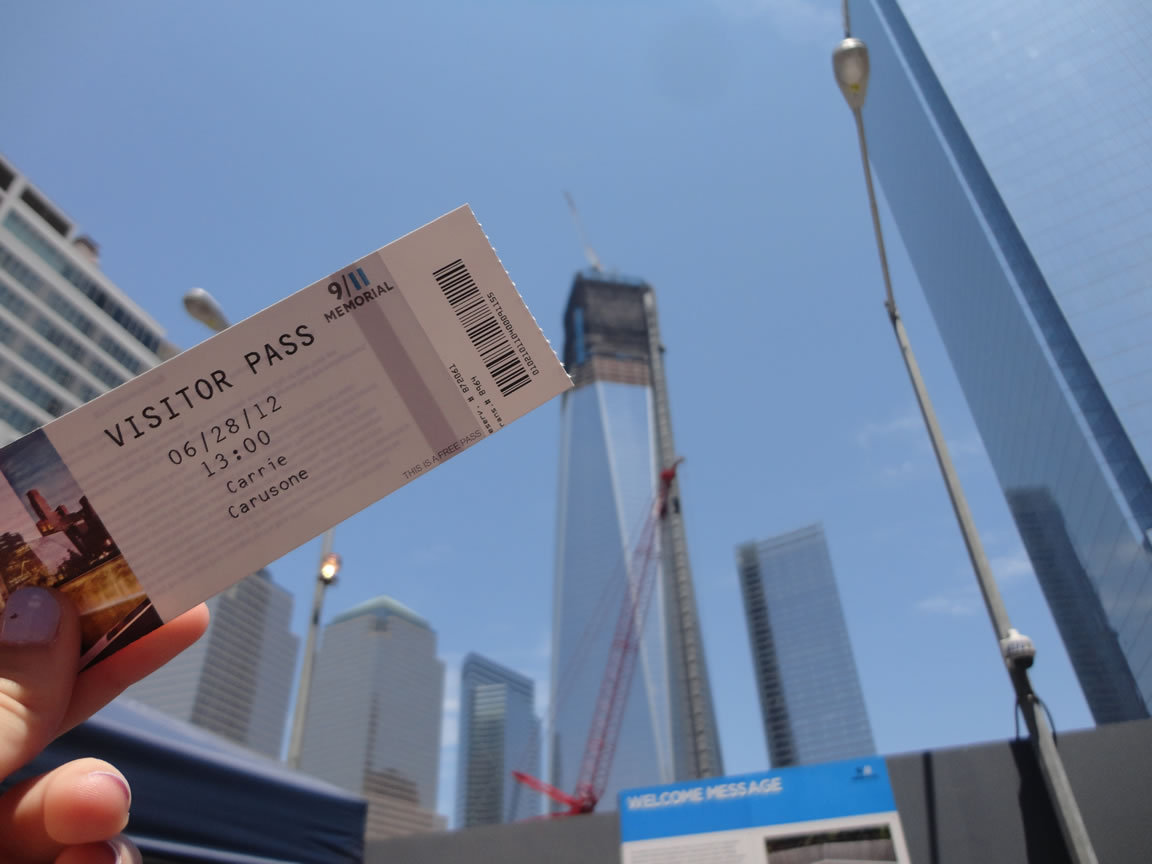 9/11
MEMORIAL
VISITOR PASS
06/28/12
13:00
Carrie
Carusone
THIS IS A FREE PASS
WELCOME MESSAGE